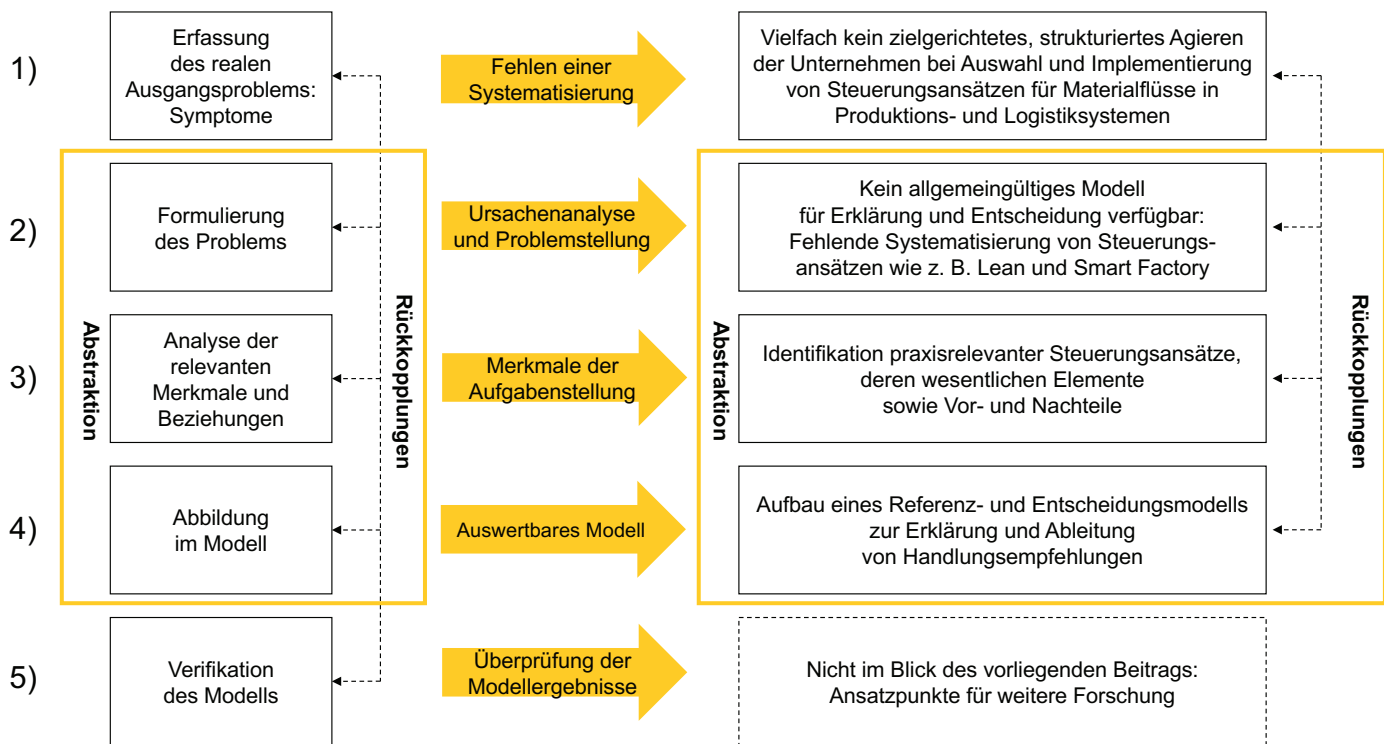 1)
Erfassung
des realen
Ausgangsproblems:
Symptome
Fehlen einer
Systematisierung
Vielfach kein zielgerichtetes, strukturiertes Agieren
der Unternehmen bei Auswahl und Implementierung
von Steuerungsansätzen für Materialflüsse in
Produktions- und Logistiksystemen
2)
Formulierung
des Problems
Ursachenanalyse
und Problemstellung
Kein allgemeingültiges Modell
für Erklärung und Entscheidung verfügbar:
Fehlende Systematisierung von Steuerungs-
ansätzen wie z. B. Lean und Smart Factory
Abstraktion
Rückkopplungen
Abstraktion
Rückkopplungen
3)
Analyse der
relevanten
Merkmale und
Beziehungen
Merkmale der
Aufgabenstellung
Identifikation praxisrelevanter Steuerungsansätze,
deren wesentlichen Elemente
sowie Vor- und Nachteile
4)
Abbildung
im Modell
Auswertbares Modell
Aufbau eines Referenz- und Entscheidungsmodells
zur Erklärung und Ableitung
von Handlungsempfehlungen
5)
Verifikation
des Modells
Überprüfung der
Modellergebnisse
Nicht im Blick des vorliegenden Beitrags:
Ansatzpunkte für weitere Forschung